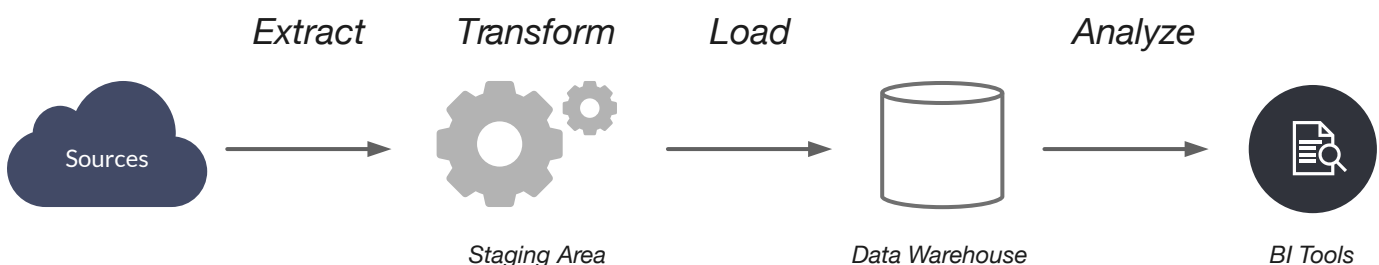 Extract Transform Load Analyze
Sources
Staging Area Data Warehouse BI Tools